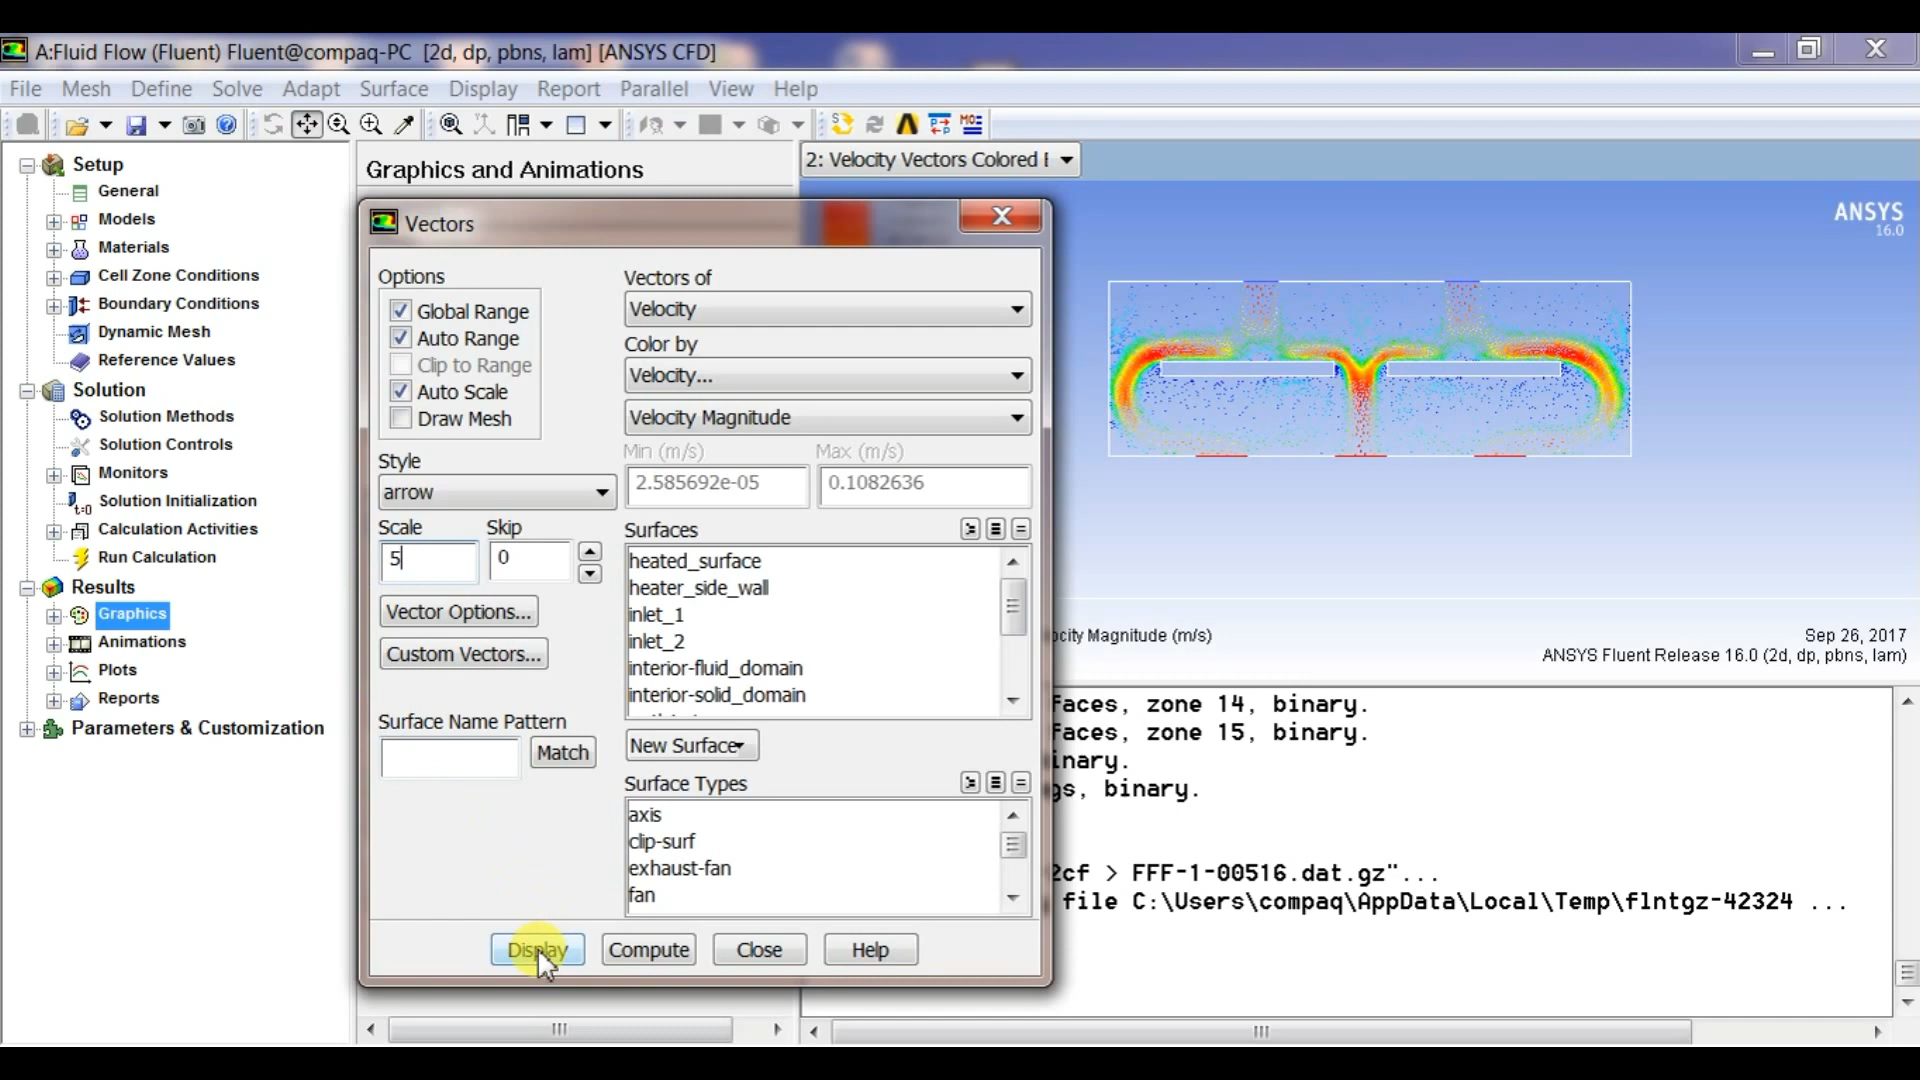 A:Fluid Flow (Fluent) Fluent@compaq-PC [2d, dp, pbns, lam] [ANSYS CFD]
File Mesh Define Solve Adapt Surface Display Report Parallel View Help
Setup
General
Models
Materials
Cell Zone Conditions
Boundary Conditions
Dynamic Mesh
Reference Values
Solution
Solution Methods
Solution Controls
Monitors
Solution Initialization
Calculation Activities
Run Calculation
Results
Graphics
Animations
Plots
Reports
Parameters & Customization
Graphics and Animations
Vectors
Options
Global Range
Auto Range
Clip to Range
Auto Scale
Draw Mesh
Style
arrow
Scale Skip
5 0
Vector Options...
Custom Vectors...
Surface Name Pattern
Match
Vectors of
Velocity
Color by
Velocity...
Velocity Magnitude
Min (m/s) Max (m/s)
2.585692e-05 0.1082636
Surfaces
heated_surface
heater_side_wall
inlet_1
inlet_2
interior-fluid_domain
interior-solid_domain
New Surface
Surface Types
axis
clip-surf
exhaust-fan
fan
Display Compute Close Help
2: Velocity Vectors Colored
ANSYS
16.0
ocity Magnitude (m/s)
Sep 26, 2017
ANSYS Fluent Release 16.0 (2d, dp, pbns, lam)
faces, zone 14, binary.
faces, zone 15, binary.
inary.
gs, binary.
2cf > FFF-1-00516.dat.gz"...
file C:\Users\compaq\AppData\Local\Temp\flntgz-42324 ...